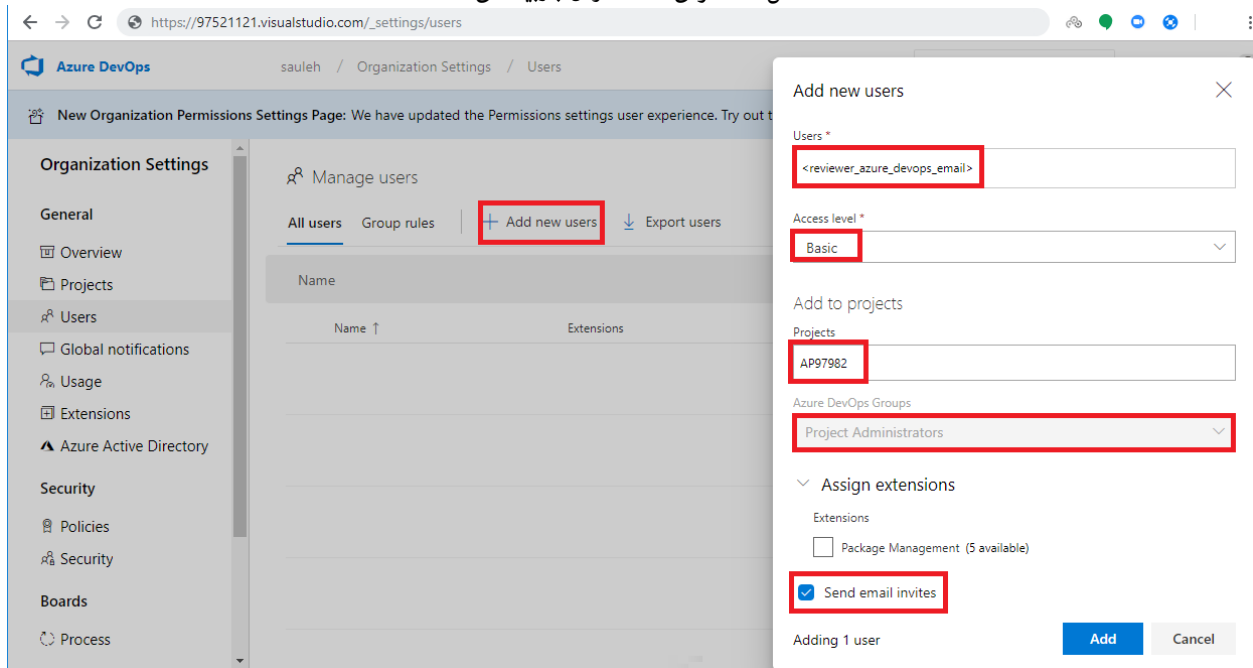 https://97521121.visualstudio.com/_settings/users
Azure DevOps
sauleh / Organization Settings / Users
New Organization Permissions Settings Page: We have updated the Permissions settings user experience. Try out t
Organization Settings
General
Overview
Projects
Users
Global notifications
Usage
Extensions
Azure Active Directory
Security
Policies
Security
Boards
Process
Manage users
All users Group rules Add new users Export users
Name
Name ↑ Extensions
Add new users
Users *
<reviewer_azure_devops_email>
Access level *
Basic
Add to projects
Projects
AP97982
Azure DevOps Groups
Project Administrators
Assign extensions
Extensions
Package Management (5 available)
Send email invites
Adding 1 user Add Cancel